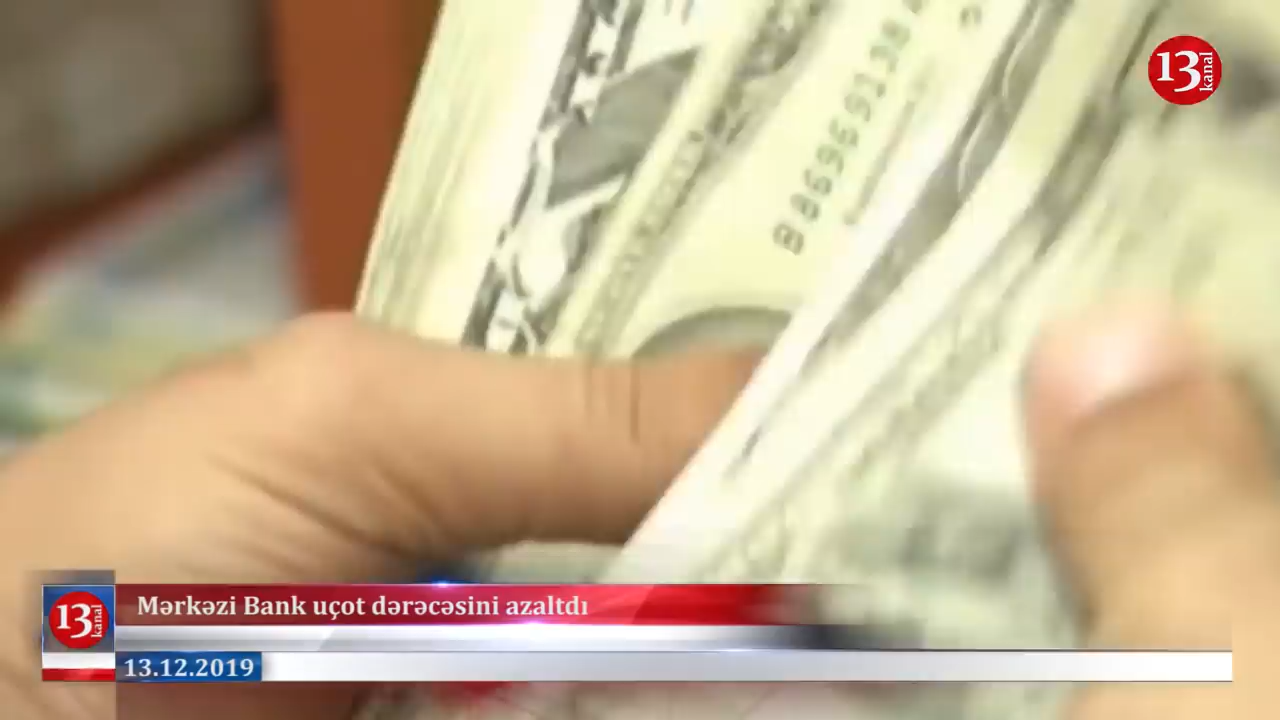 13 kanal
Mərkəzi Bank uçot dərəcəsini azaltdı
13 kanal
13.12.2019